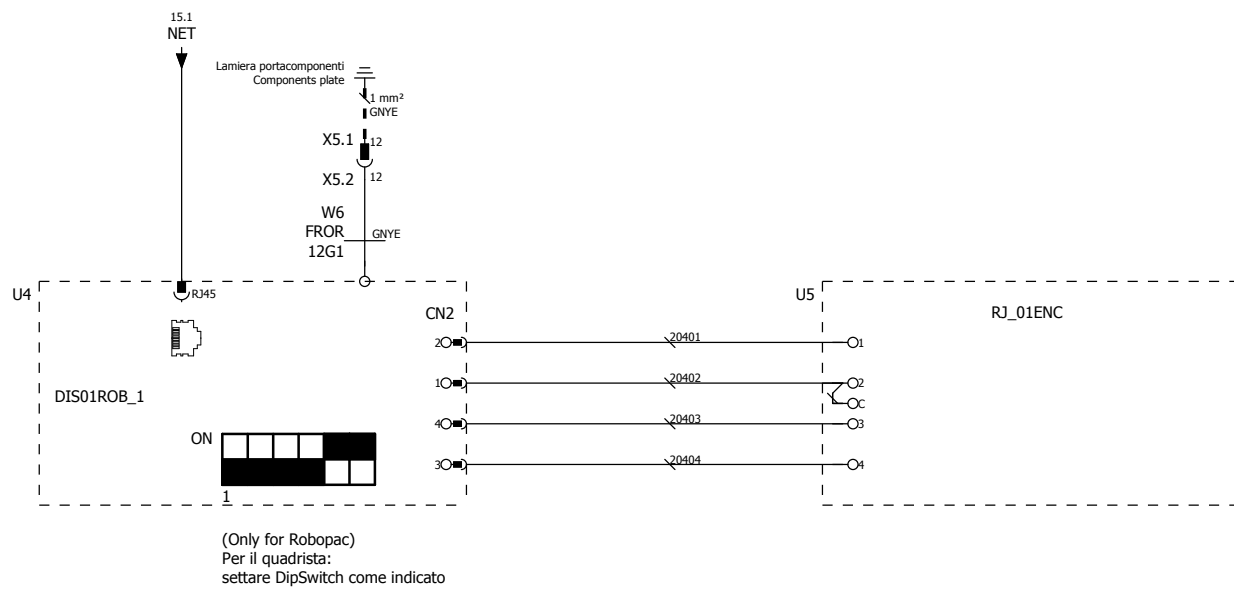 15.1
NET
Lamiera portacomponenti
Components plate
1 mm²
GNYE
X5.1
12
X5.2
12
W6
FROR
12G1
GNYE
U4
RJ45
CN2
U5
RJ_01ENC
2
20401
1
DIS01ROB_1
1
20402
2
C
ON
4
20403
3
3
20404
4
1
(Only for Robopac)
Per il quadrista:
settare DipSwitch come indicato